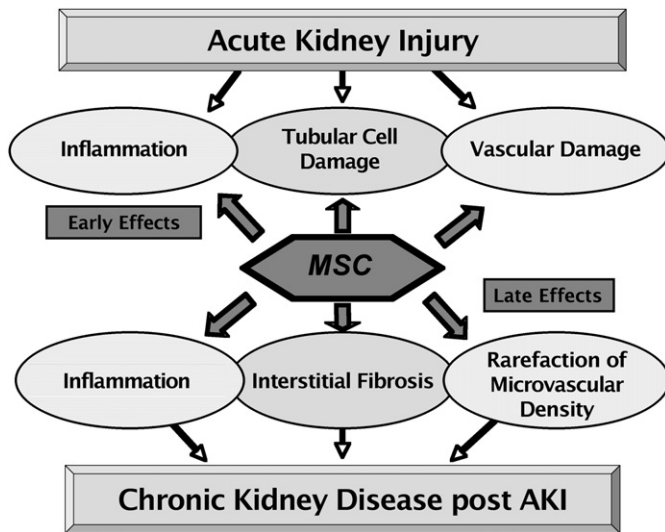 Acute Kidney Injury
Inflammation
Tubular Cell
Damage
Vascular Damage
Early Effects
MSC
Late Effects
Inflammation
Interstitial Fibrosis
Rarefaction of
Microvascular
Density
Chronic Kidney Disease post AKI